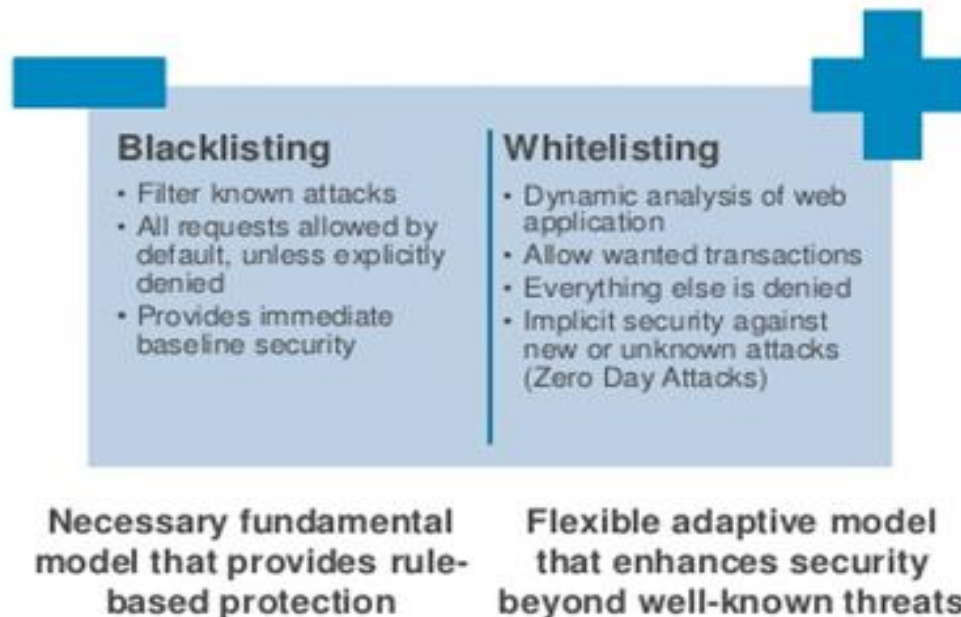 Blacklisting
• Filter known attacks
• All requests allowed by
default, unless explicitly
denied
• Provides immediate
baseline security
Whitelisting
• Dynamic analysis of web
application
• Allow wanted transactions
• Everything else is denied
• Implicit security against
new or unknown attacks
(Zero Day Attacks)
Necessary fundamental
model that provides rule-
based protection
Flexible adaptive model
that enhances security
beyond well-known threats